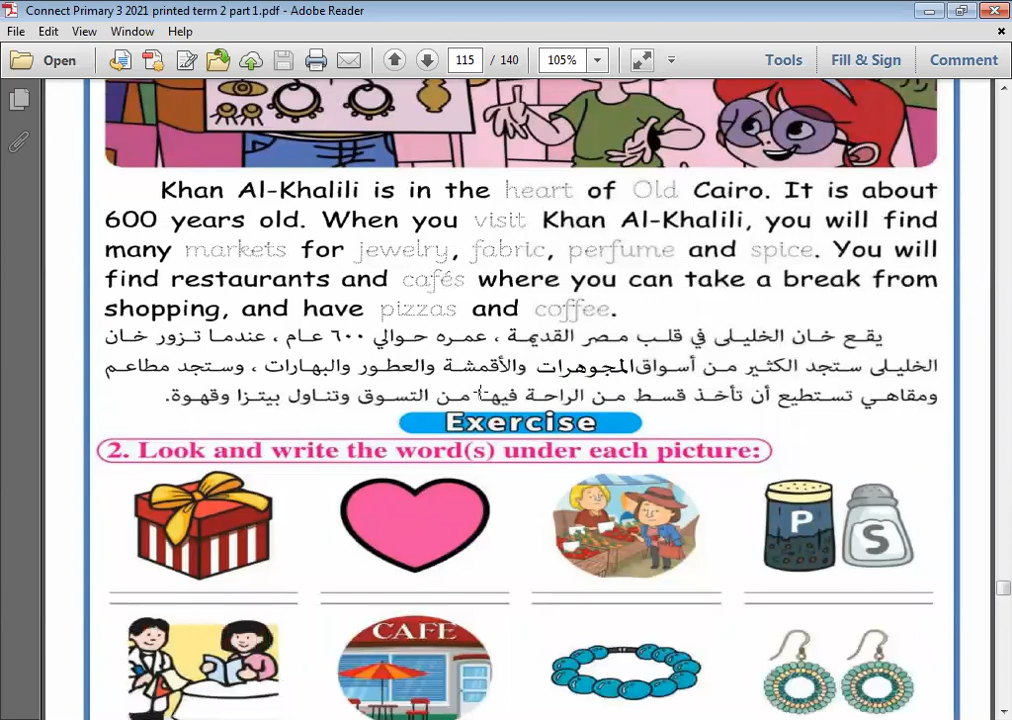 Connect Primary 3 2021 printed term 2 part 1.pdf - Adobe Reader
File Edit View Window Help
Open 115 / 140 105% Tools Fill & Sign Comment
Khan Al-Khalili is in the heart of Old Cairo. It is about
600 years old. When you visit Khan Al-Khalili, you will find
many markets for jewelry, fabric, perfume and spice. You will
find restaurants and cafés where you can take a break from
shopping, and have pizzas and coffee.
يقع خان الخليلى في قلب مصر القديمة ، عمره حوالي ٦٠٠ عام ، عندما تزور خان
الخليلى ستجد الكثير من أسواق المجوهرات والأقمشة والعطور والبهارات ، وستجد مطاعم
ومقاهي تستطيع أن تأخذ قسط من الراحة فيها من التسوق وتناول بيتزا وقهوة.
Exercise
2. Look and write the word(s) under each picture:
P S
CAFE